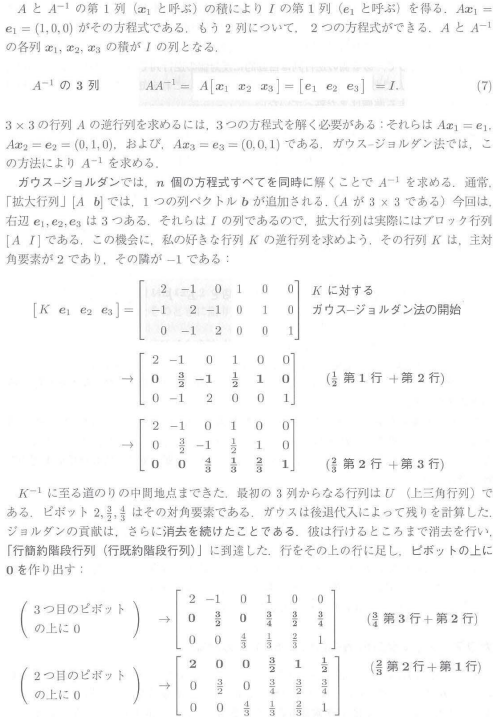 A と A⁻¹ の第 1 列（x₁ と呼ぶ）の積により I の第 1 列（e₁ と呼ぶ）を得る．Ax₁ =
e₁ = (1, 0, 0) がその方程式である．もう 2 列について，2 つの方程式ができる．A と A⁻¹
の各列 x₁, x₂, x₃ の積が I の列となる．
A⁻¹ の 3 列 AA⁻¹ = A[x₁ x₂ x₃] = [e₁ e₂ e₃] = I. (7)
3 × 3 の行列 A の逆行列を求めるには，3 つの方程式を解く必要がある：それらは Ax₁ = e₁,
Ax₂ = e₂ = (0, 1, 0)，および，Ax₃ = e₃ = (0, 0, 1) である．ガウス–ジョルダン法では，こ
の方法により A⁻¹ を求める．
ガウス–ジョルダンでは，n 個の方程式すべてを同時に解くことで A⁻¹ を求める．通常，
「拡大行列」[A b] では，1 つの列ベクトル b が追加される．（A が 3 × 3 である）今回は，
右辺 e₁, e₂, e₃ は 3 つある．それらは I の列であるので，拡大行列は実際にはブロック行列
[A I] である．この機会に，私の好きな行列 K の逆行列を求めよう．その行列 K は，主対
角要素が 2 であり，その隣が −1 である：
2 −1 0 1 0 0 K に対する
[K e₁ e₂ e₃] = −1 2 −1 0 1 0 ガウス–ジョルダン法の開始
0 −1 2 0 0 1
2 −1 0 1 0 0
→ 0 3/2 −1 1/2 1 0 (1/2 第 1 行 + 第 2 行)
0 −1 2 0 0 1
2 −1 0 1 0 0
→ 0 3/2 −1 1/2 1 0
0 0 4/3 1/3 2/3 1 (2/3 第 2 行 + 第 3 行)
K⁻¹ に至る道のりの中間地点まできた．最初の 3 列からなる行列は U （上三角行列）で
ある．ピボット 2, 3/2, 4/3 はその対角要素である．ガウスは後退代入によって残りを計算した．
ジョルダンの貢献は，さらに消去を続けたことである．彼は行けるところまで消去を行い，
「行簡約階段行列（行既約階段行列）」に到達した．行をその上の行に足し，ピボットの上に
0 を作り出す：
2 −1 0 1 0 0
(3 つ目のピボットの上に 0) → 0 3/2 0 3/4 3/2 3/4 (3/4 第 3 行 + 第 2 行)
0 0 4/3 1/3 2/3 1
2 0 0 3/2 1 1/2 (2/3 第 2 行 + 第 1 行)
(2 つ目のピボットの上に 0) → 0 3/2 0 3/4 3/2 3/4
0 0 4/3 1/3 2/3 1